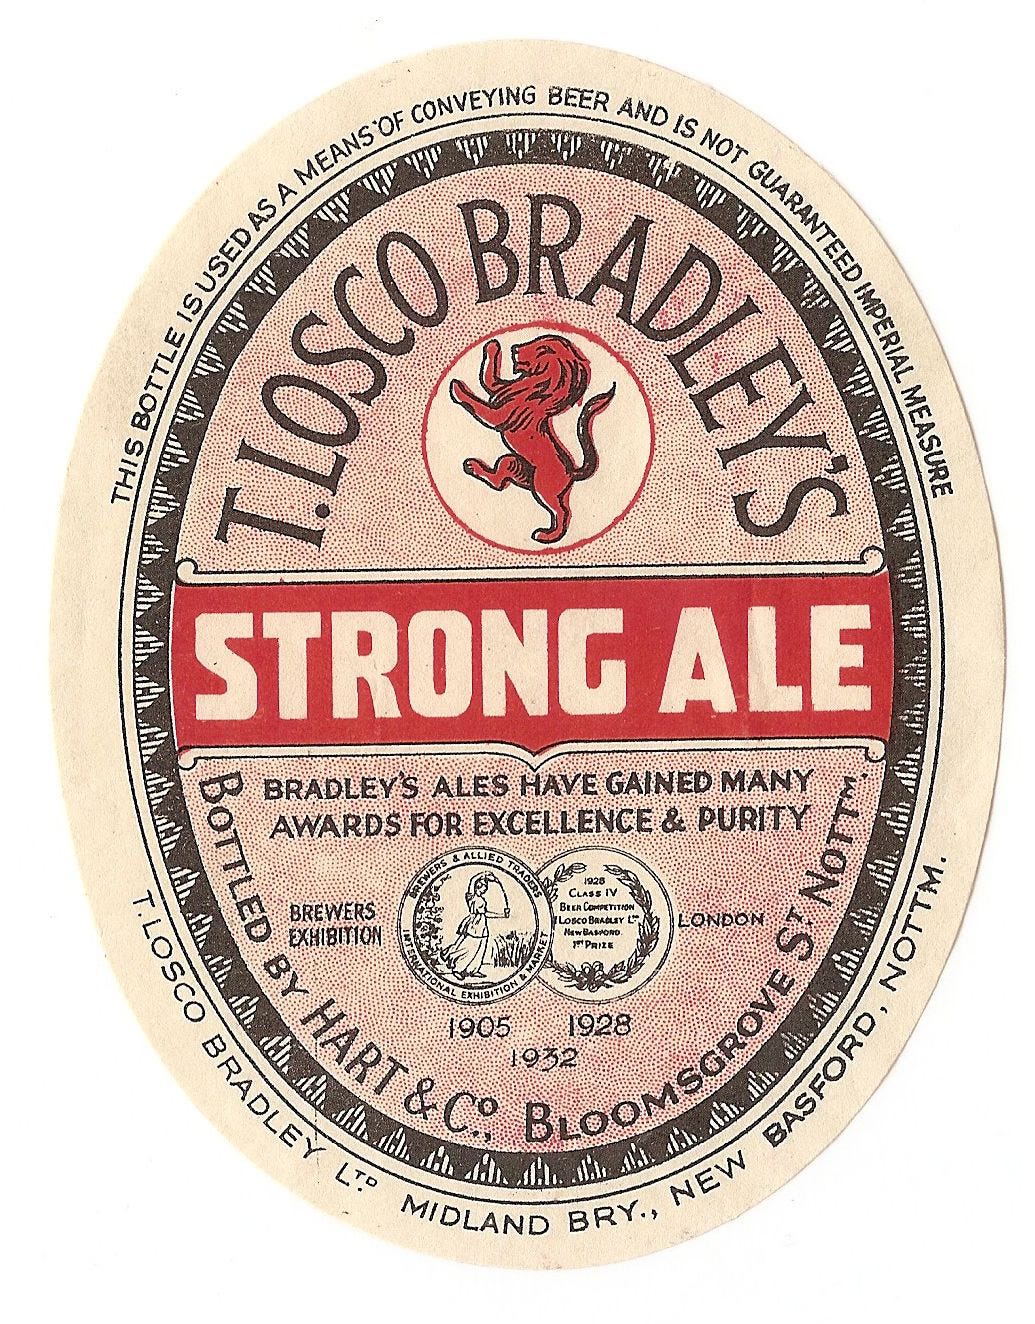 THIS BOTTLE IS USED AS A MEANS OF CONVEYING BEER AND IS NOT GUARANTEED IMPERIAL MEASURE
T. LOSCO BRADLEY'S
STRONG ALE
BRADLEY'S ALES HAVE GAINED MANY
AWARDS FOR EXCELLENCE & PURITY
BREWERS
EXHIBITION
BREWERS & ALLIED TRADERS
INTERNATIONAL EXHIBITION & MARKET
1928
CLASS IV
BEER COMPETITION
T LOSCO BRADLEY LTD
NEW BASFORD
1ST PRIZE
LONDON
1905 1928
1932
BOTTLED BY HART & CO., BLOOMSGROVE ST NOTTM.
T. LOSCO BRADLEY LTD MIDLAND BRY., NEW BASFORD, NOTTM.